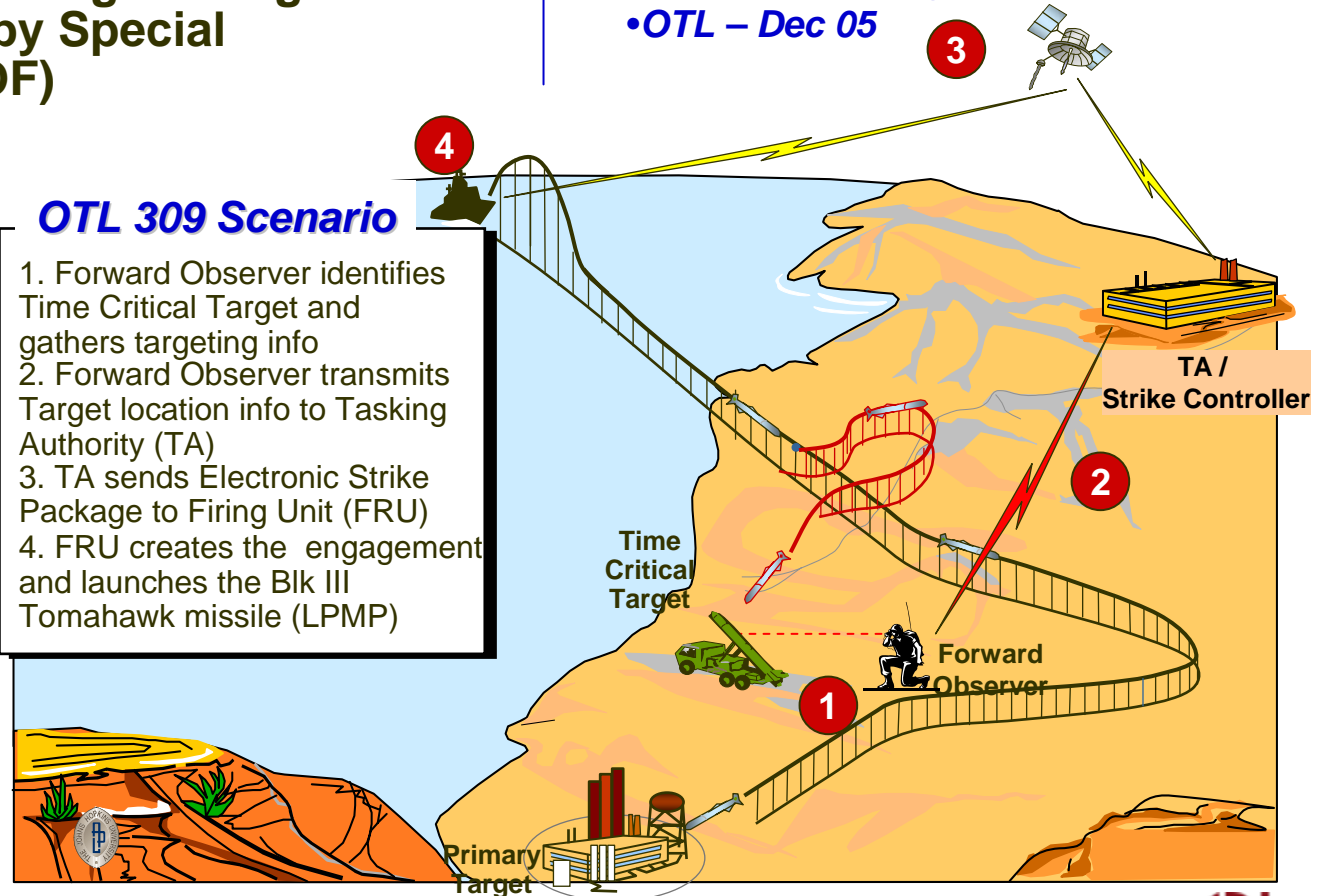 by Special
OF)
•OTL – Dec 05
3
4
OTL 309 Scenario
1. Forward Observer identifies
Time Critical Target and
gathers targeting info
2. Forward Observer transmits
Target location info to Tasking
Authority (TA)
3. TA sends Electronic Strike
Package to Firing Unit (FRU)
4. FRU creates the engagement
and launches the Blk III
Tomahawk missile (LPMP)
TA /
Strike Controller
2
Time
Critical
Target
Forward
Observer
1
Primary
Target